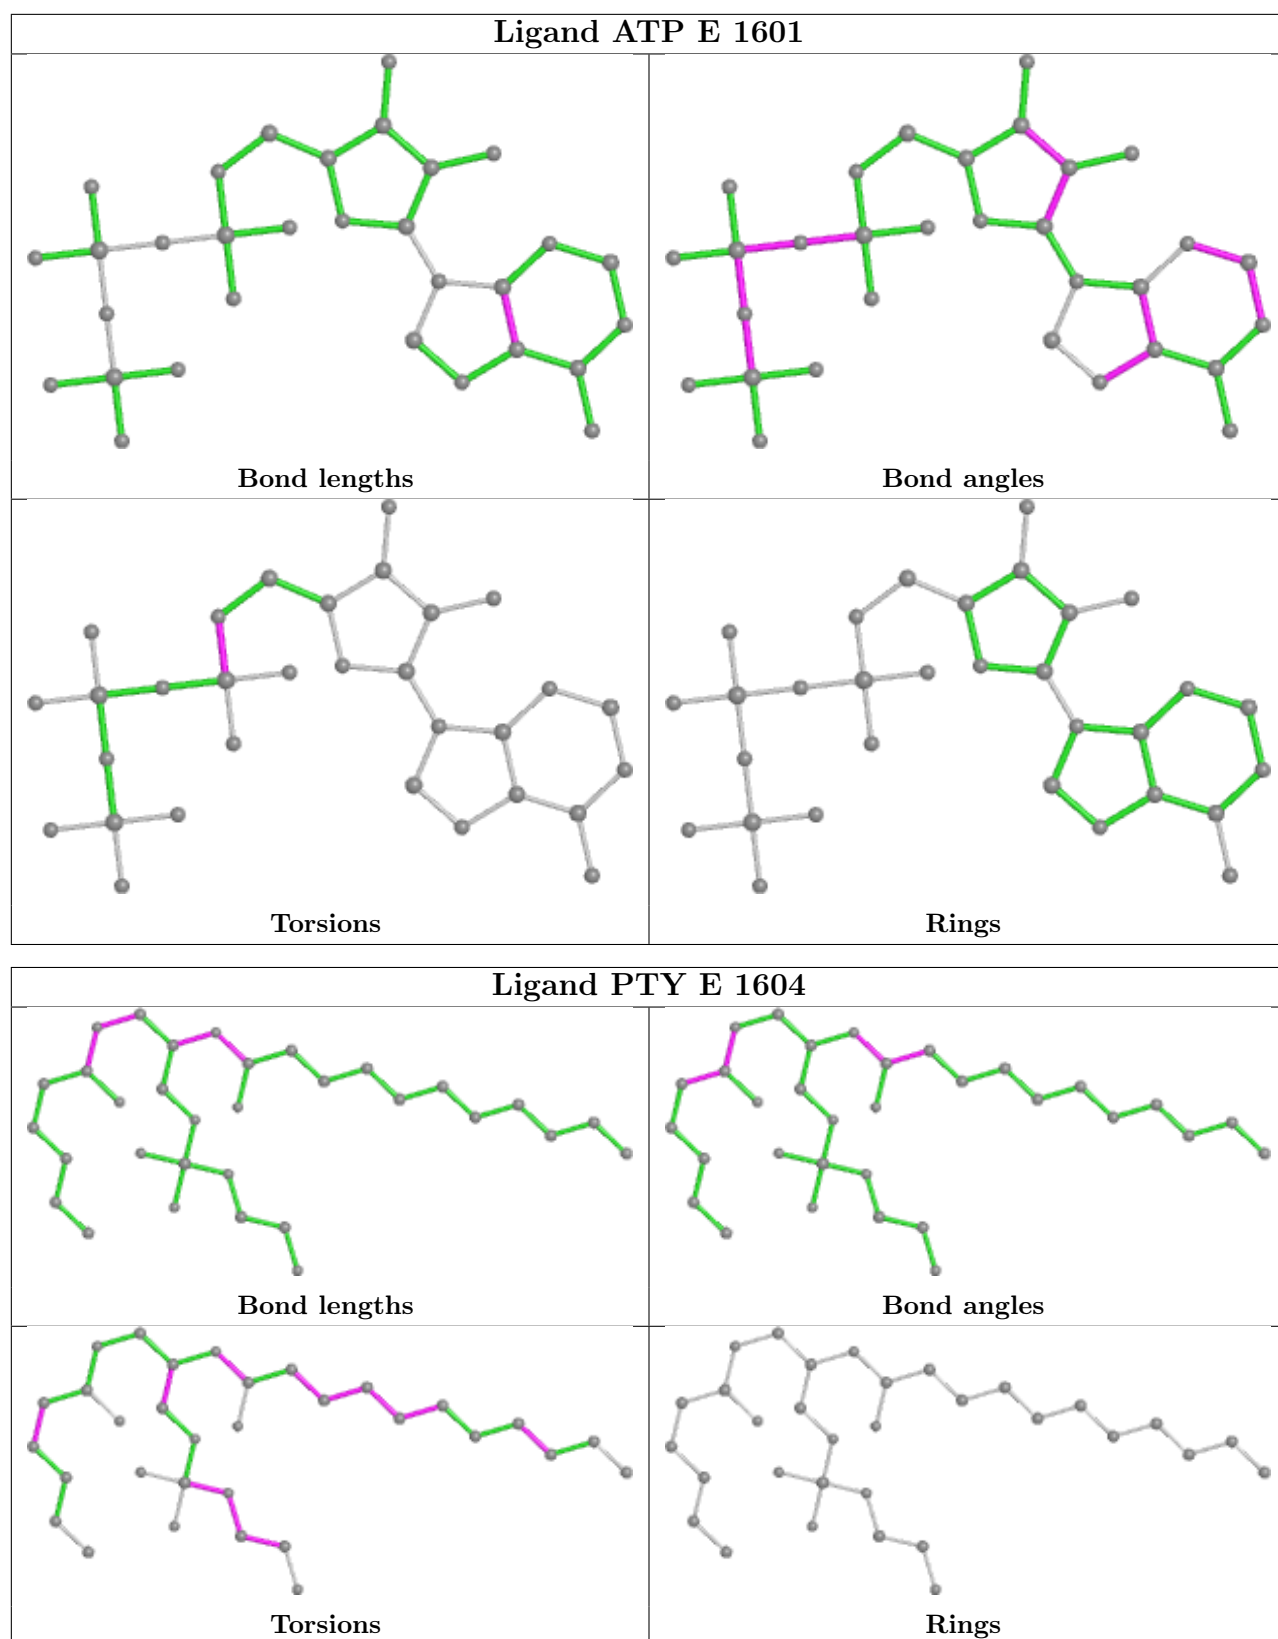 Ligand ATP E 1601
Bond lengths
Bond angles
Torsions
Rings
Ligand PTY E 1604
Bond lengths
Bond angles
Torsions
Rings